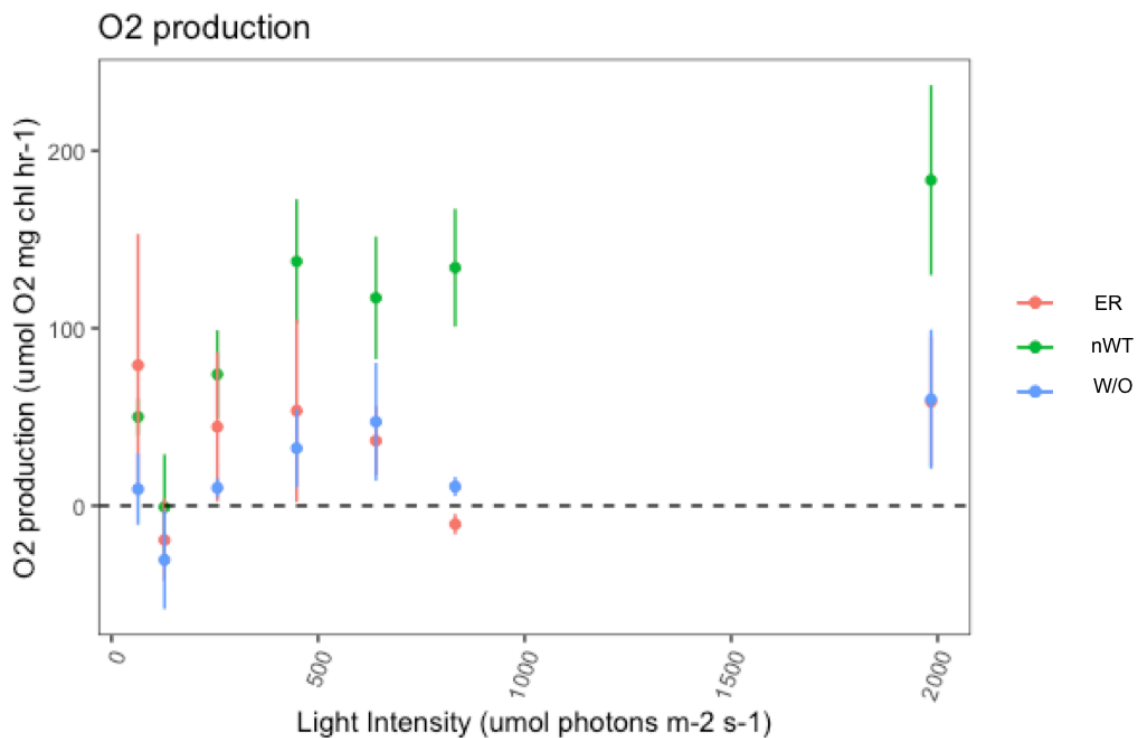 O2 production
O2 production (umol O2 mg chl hr-1)
200
100
0
0
500
1000
1500
2000
Light Intensity (umol photons m-2 s-1)
ER
nWT
W/O